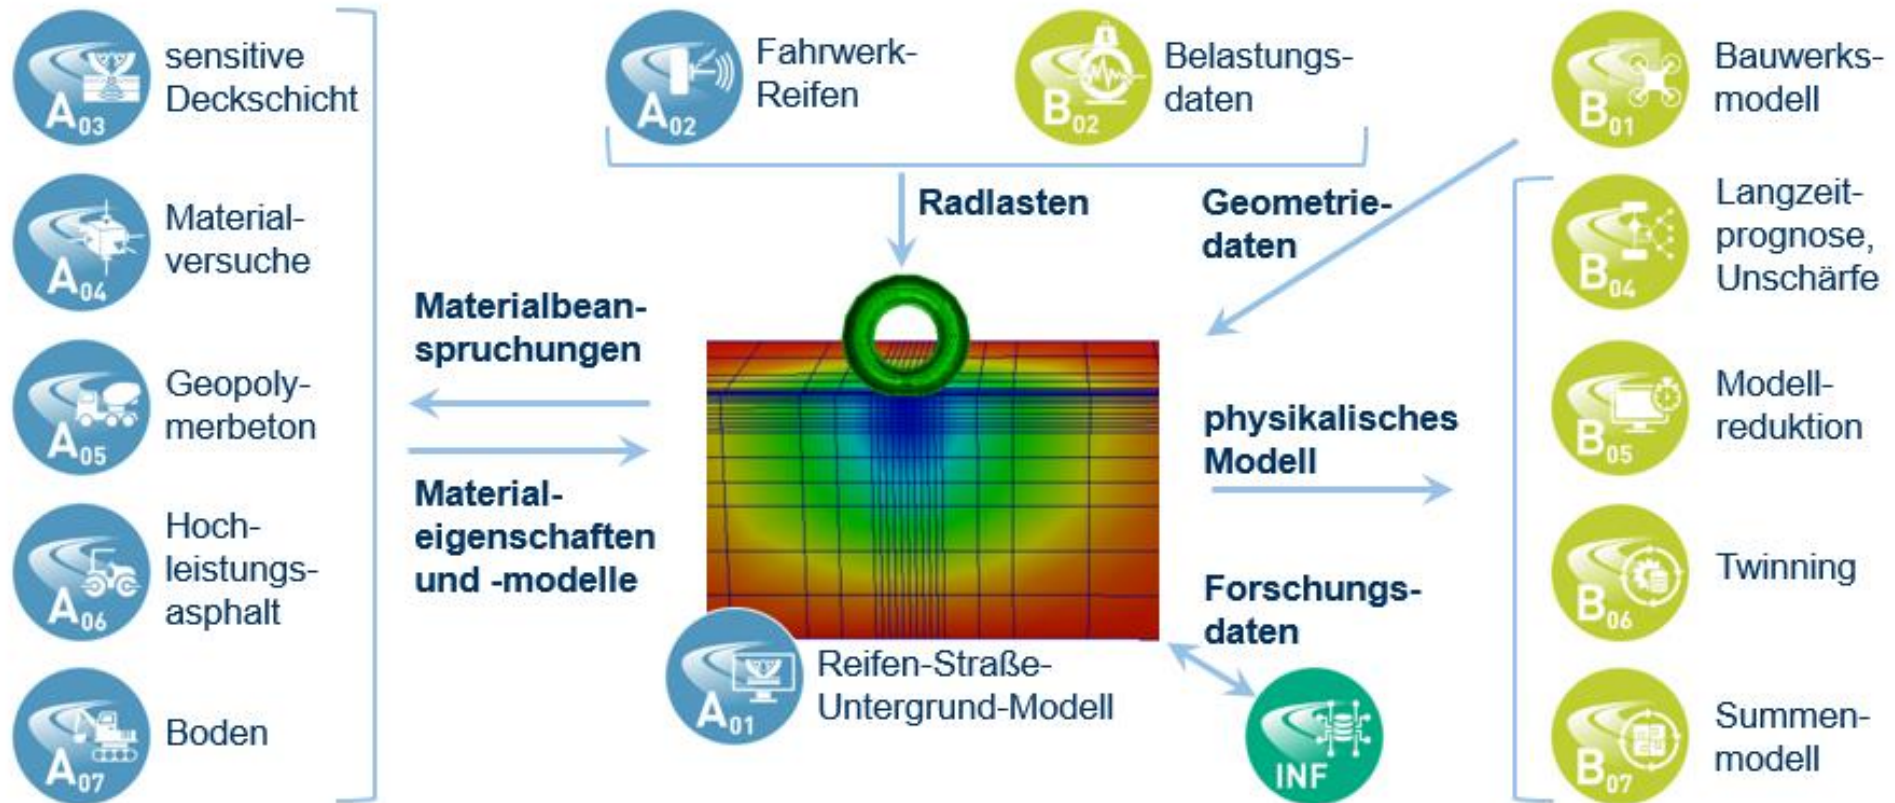 A03
sensitive
Deckschicht
A04
Material-
versuche
A05
Geopoly-
merbeton
A06
Hoch-
leistungs-
asphalt
A07
Boden
A02
Fahrwerk-
Reifen
B02
Belastungs-
daten
Radlasten
Geometrie-
daten
Materialbean-
spruchungen
Material-
eigenschaften
und -modelle
physikalisches
Modell
Forschungs-
daten
A01
Reifen-Straße-
Untergrund-Modell
INF
B01
Bauwerks-
modell
B04
Langzeit-
prognose,
Unschärfe
B05
Modell-
reduktion
B06
Twinning
B07
Summen-
modell